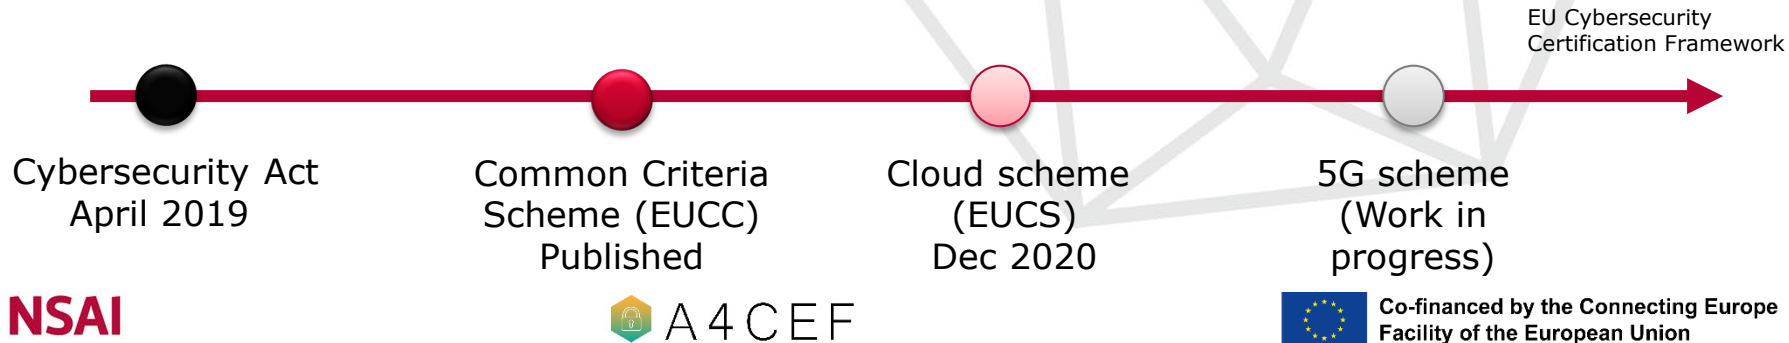 EU Cybersecurity
Certification Framework
Cybersecurity Act
April 2019
Common Criteria
Scheme (EUCC)
Published
Cloud scheme
(EUCS)
Dec 2020
5G scheme
(Work in
progress)
NSAI
A4CEF
Co-financed by the Connecting Europe
Facility of the European Union